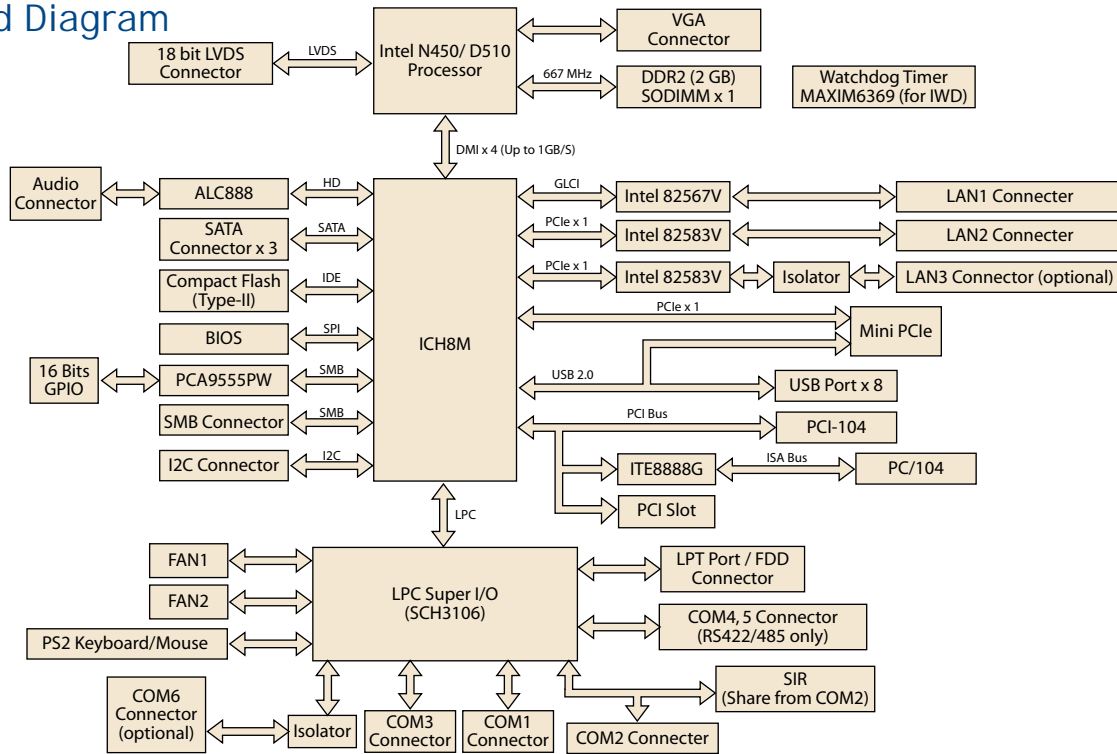 d Diagram
18 bit LVDS
Connector
LVDS
Intel N450/ D510
Processor
VGA
Connector
667 MHz
DDR2 (2 GB)
SODIMM x 1
Watchdog Timer
MAXIM6369 (for IWD)
DMI x 4 (Up to 1GB/S)
Audio
Connector
ALC888
HD
SATA
Connector x 3
SATA
Compact Flash
(Type-II)
IDE
BIOS
SPI
16 Bits
GPIO
PCA9555PW
SMB
SMB Connector
SMB
I2C Connector
I2C
ICH8M
GLCI
Intel 82567V
LAN1 Connecter
PCIe x 1
Intel 82583V
LAN2 Connecter
PCIe x 1
Intel 82583V
Isolator
LAN3 Connector (optional)
PCIe x 1
Mini PCIe
USB 2.0
USB Port x 8
PCI Bus
PCI-104
ITE8888G
ISA Bus
PC/104
PCI Slot
LPC
FAN1
FAN2
PS2 Keyboard/Mouse
LPC Super I/O
(SCH3106)
LPT Port / FDD
Connector
COM4, 5 Connector
(RS422/485 only)
COM6
Connector
(optional)
Isolator
COM3
Connector
COM1
Connector
COM2 Connecter
SIR
(Share from COM2)